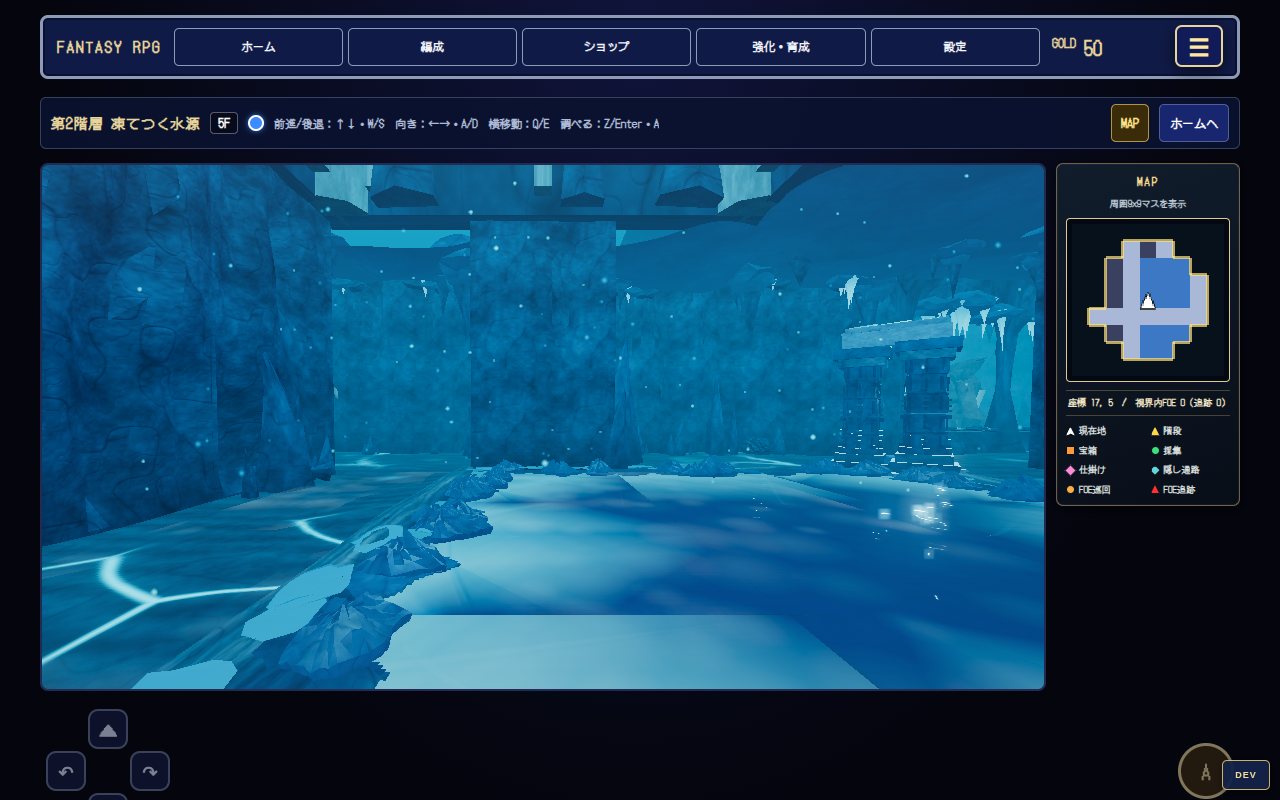 FANTASY RPG ホーム 編成 ショップ 強化・育成 設定 GOLD 50
第2階層 凍てつく水源 5F 前進/後退:↑↓・W/S 向き:←→・A/D 横移動:Q/E 調べる:Z/Enter・A MAP ホームへ
MAP
周囲9x9マスを表示
座標 17, 5 / 視界内FOE 0 (追跡 0)
現在地 階段
宝箱 採集
仕掛け 隠し通路
FOE巡回 FOE追跡
A
DEV